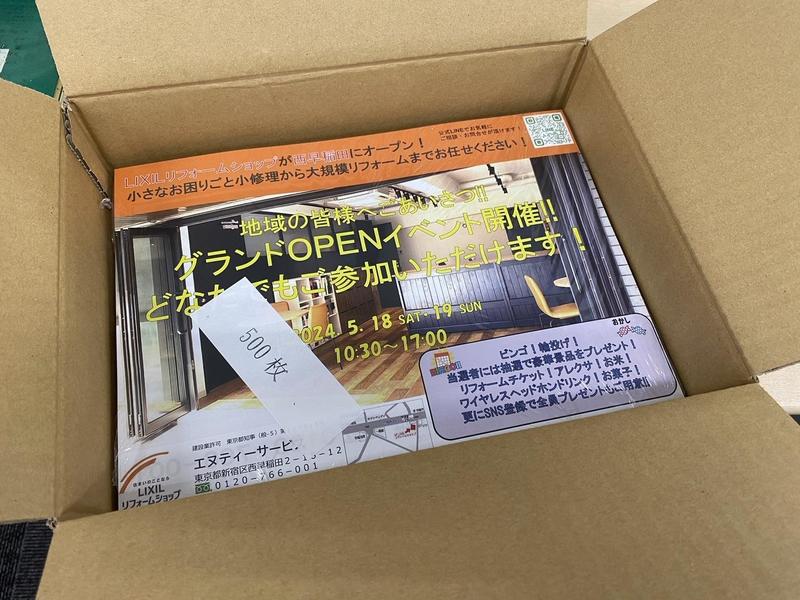 LIXILリフォームショップが西早稲田にオープン！
小さなお困りごと小修理から大規模リフォームまでお任せください！
公式LINEでお気軽に
ご相談・お問合せが頂けます！
LINE
地域の皆様へごあいさつ!!
グランドOPENイベント開催!!
どなたでもご参加いただけます！
2024. 5. 18 SAT・19 SUN
10:30～17:00
500枚
おかし
ビンゴ！輪投げ！
当選者には抽選で豪華景品をプレゼント！
リフォームチケット！アレクサ！お米！
ワイヤレスヘッドホンドリンク！お菓子！
更にSNS登録で全員プレゼントもご用意!!
建設業許可 東京都知事（般-5）第
エヌティーサービ
東京都新宿区西早稲田2-15-12
0120-766-001
住まいのことなら
LIXIL
リフォームショップ